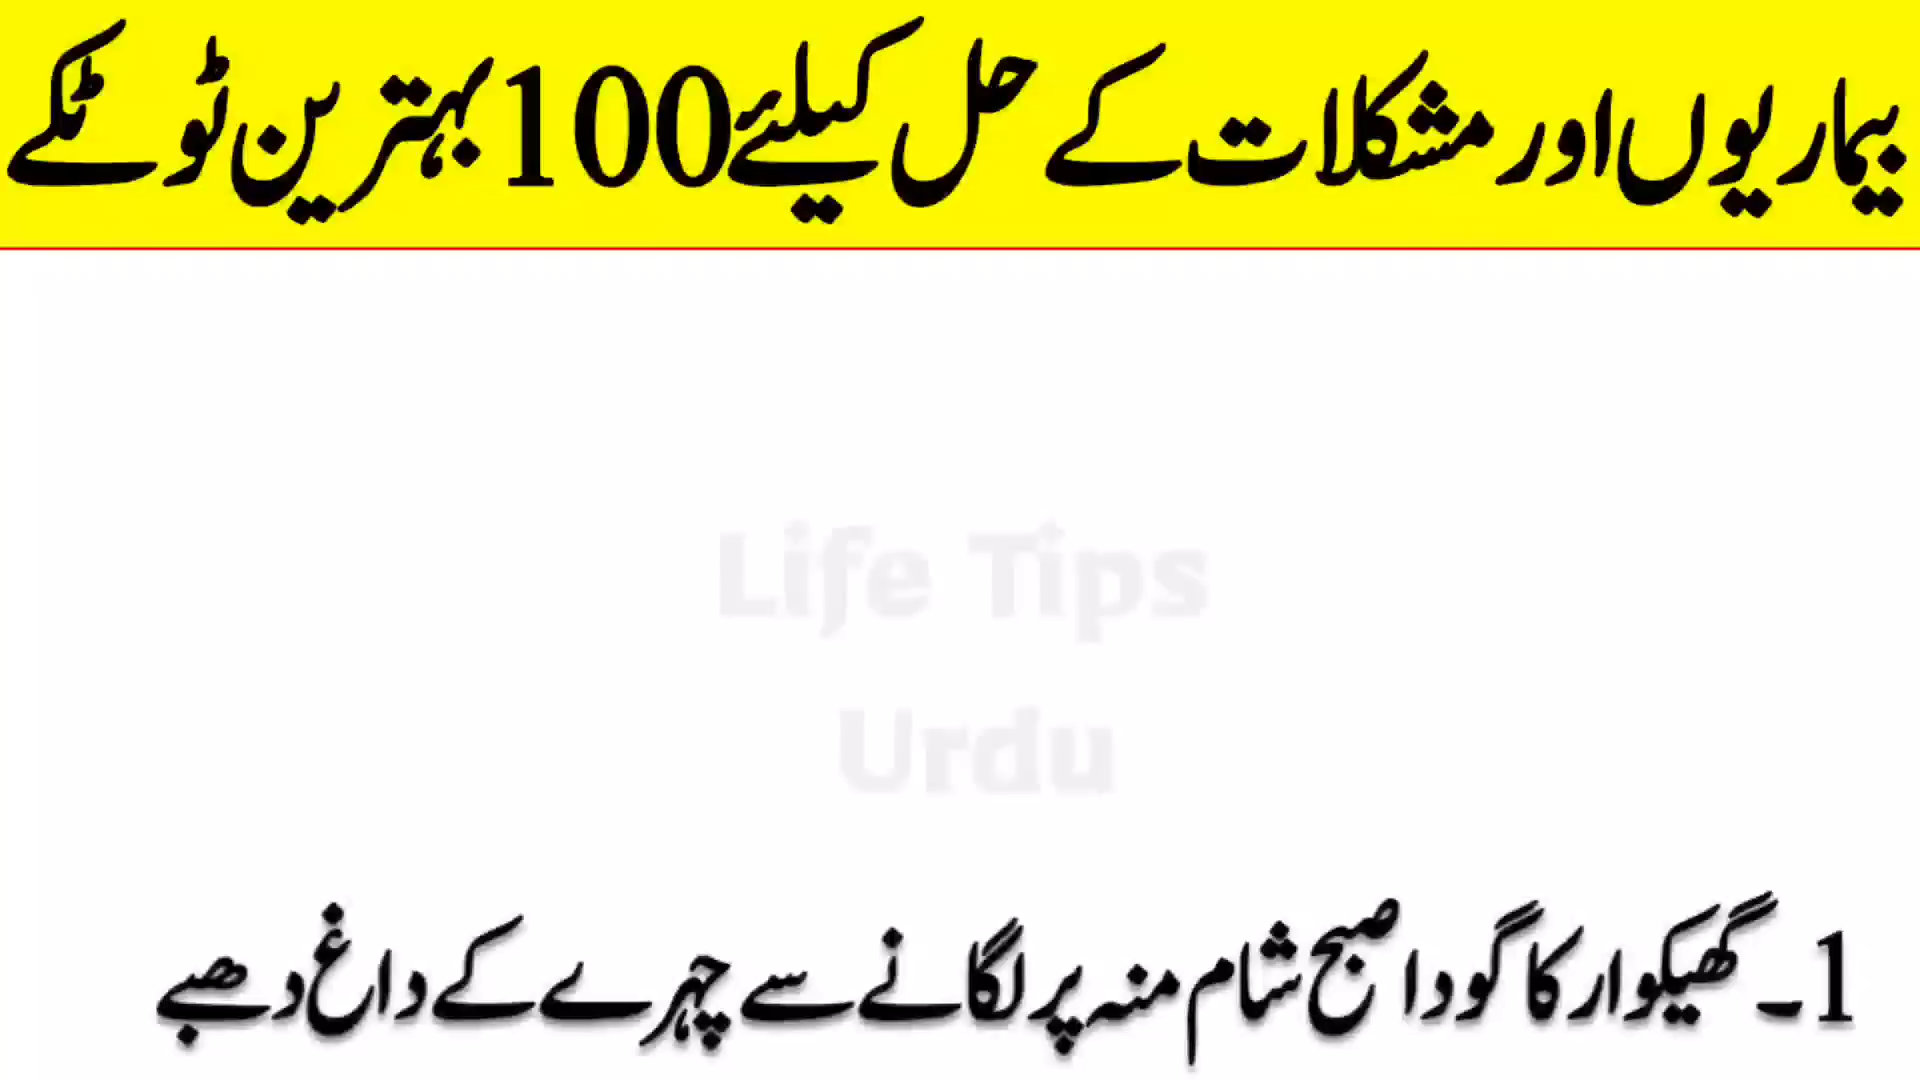 بیماریوں اور مشکلات کے حل کیلئے 100 بہترین ٹوٹکے
Life Tips
Urdu
1۔ گھیکوار کا گودا صبح شام منہ پر لگانے سے چہرے کے داغ دھبے